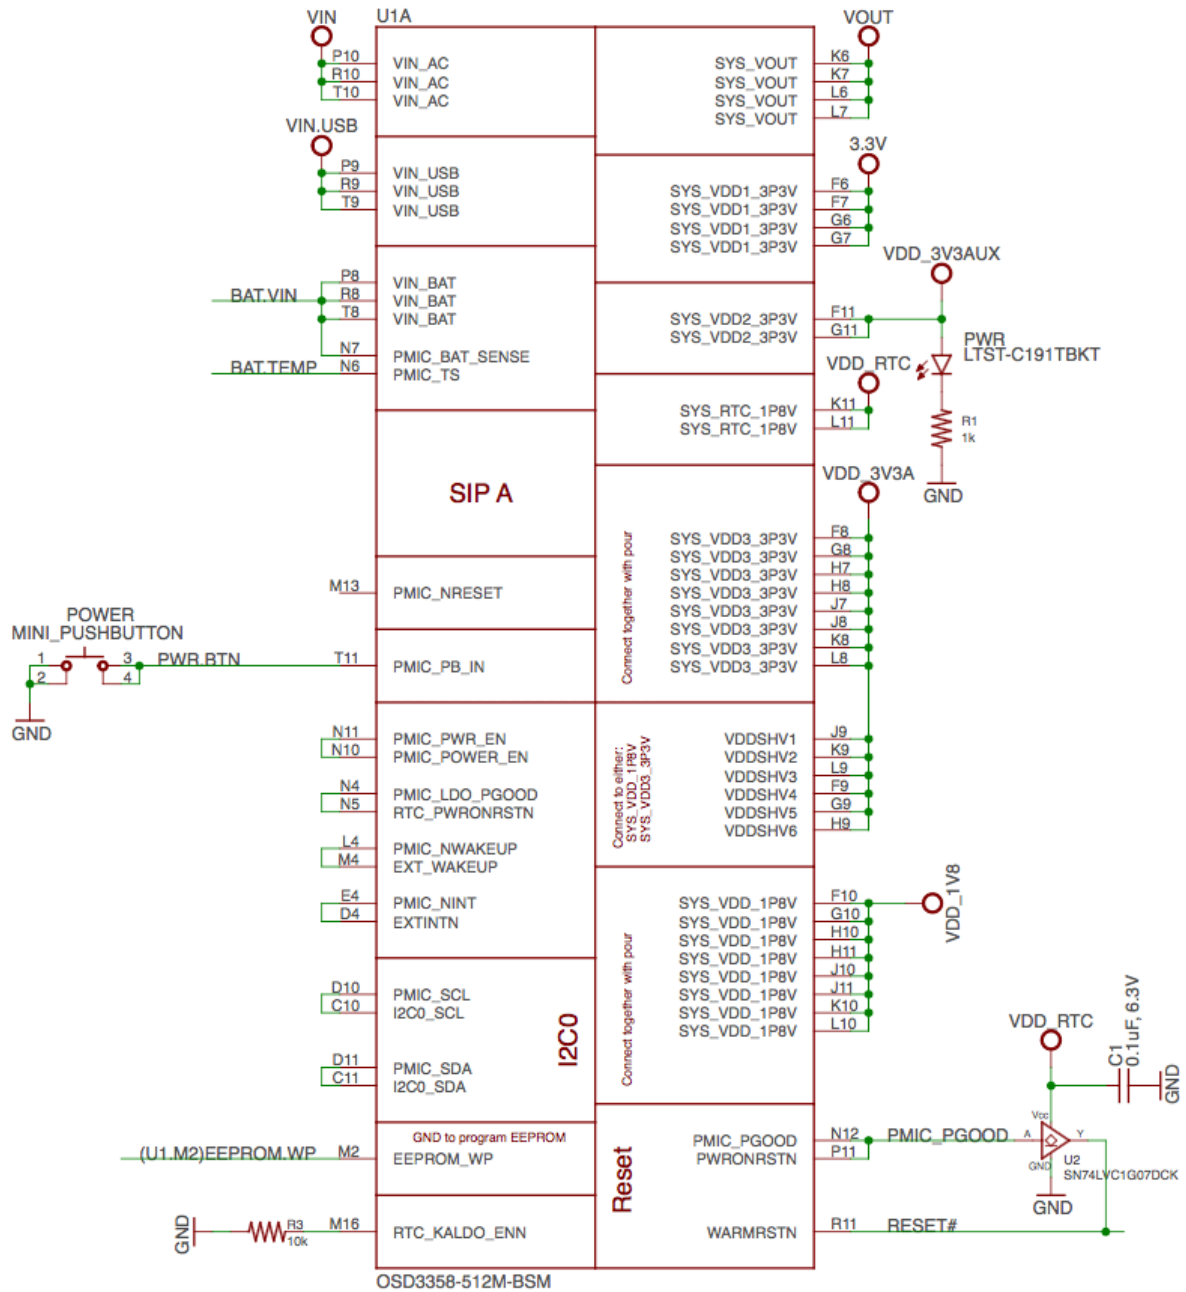 VIN
U1A
VOUT
P10 VIN_AC
R10 VIN_AC
T10 VIN_AC
SYS_VOUT K6
SYS_VOUT K7
SYS_VOUT L6
SYS_VOUT L7
VIN.USB
P9 VIN_USB
R9 VIN_USB
T9 VIN_USB
3.3V
SYS_VDD1_3P3V F6
SYS_VDD1_3P3V F7
SYS_VDD1_3P3V G6
SYS_VDD1_3P3V G7
VDD_3V3AUX
P8 VIN_BAT
BAT.VIN R8 VIN_BAT
T8 VIN_BAT
N7 PMIC_BAT_SENSE
BAT.TEMP N6 PMIC_TS
SYS_VDD2_3P3V F11
SYS_VDD2_3P3V G11
PWR
LTST-C191TBKT
VDD_RTC
SYS_RTC_1P8V K11
SYS_RTC_1P8V L11
R1
1k
GND
SIP A
VDD_3V3A
Connect together with pour
SYS_VDD3_3P3V F8
SYS_VDD3_3P3V G8
SYS_VDD3_3P3V H7
SYS_VDD3_3P3V H8
SYS_VDD3_3P3V J7
SYS_VDD3_3P3V J8
SYS_VDD3_3P3V K8
SYS_VDD3_3P3V L8
M13 PMIC_NRESET
POWER
MINI_PUSHBUTTON
1 3 PWR.BTN T11 PMIC_PB_IN
2 4
GND
N11 PMIC_PWR_EN
N10 PMIC_POWER_EN
N4 PMIC_LDO_PGOOD
N5 RTC_PWRONRSTN
L4 PMIC_NWAKEUP
M4 EXT_WAKEUP
E4 PMIC_NINT
D4 EXTINTN
Connect to either:
SYS_VDD_1P8V
SYS_VDD3_3P3V
VDDSHV1 J9
VDDSHV2 K9
VDDSHV3 L9
VDDSHV4 F9
VDDSHV5 G9
VDDSHV6 H9
Connect together with pour
SYS_VDD_1P8V F10
SYS_VDD_1P8V G10
SYS_VDD_1P8V H10
SYS_VDD_1P8V H11
SYS_VDD_1P8V J10
SYS_VDD_1P8V J11
SYS_VDD_1P8V K10
SYS_VDD_1P8V L10
VDD_1V8
D10 PMIC_SCL
C10 I2C0_SCL
I2C0
D11 PMIC_SDA
C11 I2C0_SDA
VDD_RTC
C1
0.1uF, 6.3V
GND
GND to program EEPROM
(U1.M2)EEPROM.WP M2 EEPROM_WP
Reset
PMIC_PGOOD N12 PMIC_PGOOD
PWRONRSTN P11
Vcc
A Y
GND
U2
SN74LVC1G07DCK
GND
GND R3 M16 RTC_KALDO_ENN
10k
WARMRSTN R11 RESET#
OSD3358-512M-BSM